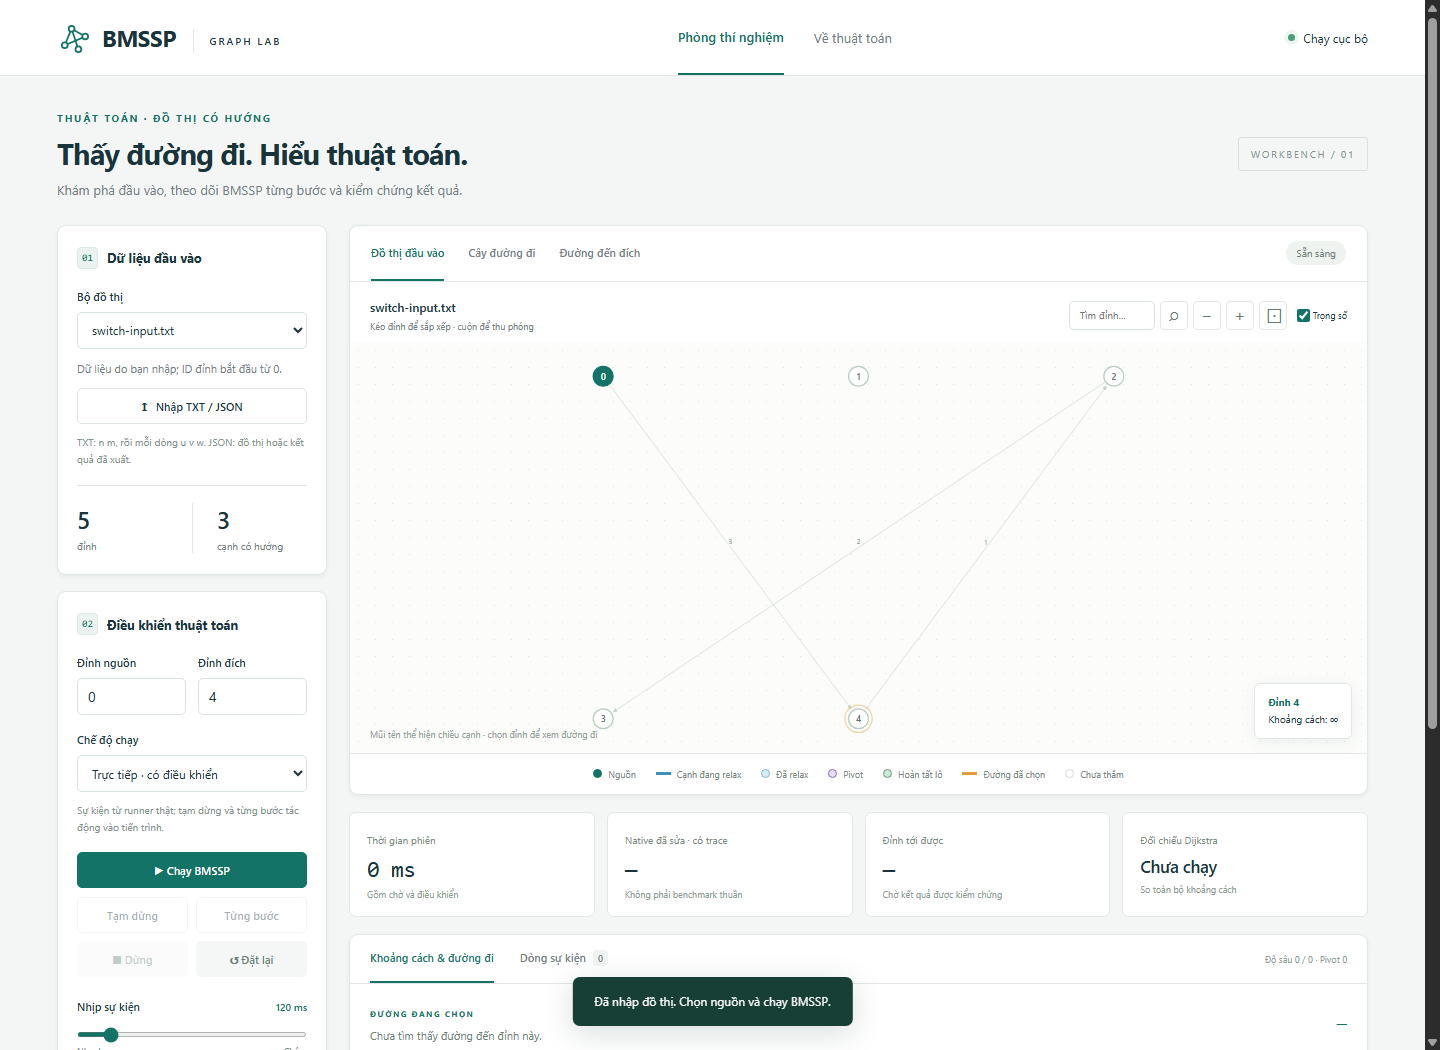 BMSSP
GRAPH LAB
Phòng thí nghiệm
Về thuật toán
Chạy cục bộ
THUẬT TOÁN · ĐỒ THỊ CÓ HƯỚNG
Thấy đường đi. Hiểu thuật toán.
Khám phá đầu vào, theo dõi BMSSP từng bước và kiểm chứng kết quả.
WORKBENCH / 01
01 Dữ liệu đầu vào
Bộ đồ thị
switch-input.txt
Dữ liệu do bạn nhập; ID đỉnh bắt đầu từ 0.
↥ Nhập TXT / JSON
TXT: n m, rồi mỗi dòng u v w. JSON: đồ thị hoặc kết
quả đã xuất.
5
đỉnh
3
cạnh có hướng
02 Điều khiển thuật toán
Đỉnh nguồn
Đỉnh đích
0
4
Chế độ chạy
Trực tiếp · có điều khiển
Sự kiện từ runner thật; tạm dừng và từng bước tác
động vào tiến trình.
▶ Chạy BMSSP
Tạm dừng
Từng bước
■ Dừng
↺ Đặt lại
Nhịp sự kiện
120 ms
Đồ thị đầu vào
Cây đường đi
Đường đến đích
Sẵn sàng
switch-input.txt
Kéo đỉnh để sắp xếp · cuộn để thu phóng
Tìm đỉnh...
−
+
Trọng số
0
1
2
3
2
1
3
4
Đỉnh 4
Khoảng cách: ∞
Mũi tên thể hiện chiều cạnh · chọn đỉnh để xem đường đi
Nguồn
Cạnh đang relax
Đã relax
Pivot
Hoàn tất lô
Đường đã chọn
Chưa thăm
Thời gian phiên
0 ms
Gồm chờ và điều khiển
Native đã sửa · có trace
—
Không phải benchmark thuần
Đỉnh tới được
—
Chờ kết quả được kiểm chứng
Đối chiếu Dijkstra
Chưa chạy
So toàn bộ khoảng cách
Khoảng cách & đường đi
Dòng sự kiện 0
Độ sâu 0 / 0 · Pivot 0
ĐƯỜNG ĐANG CHỌN
Chưa tìm thấy đường đến đỉnh này.
—
Đã nhập đồ thị. Chọn nguồn và chạy BMSSP.